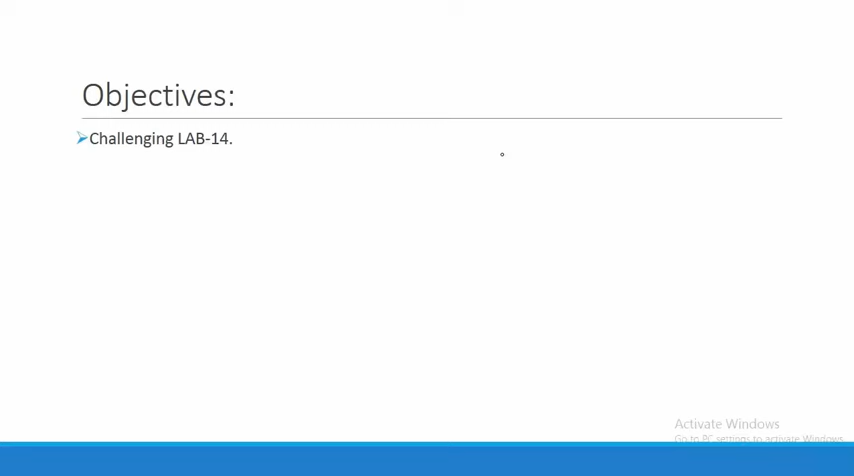 Objectives:
Challenging LAB-14.
Activate Windows
Go to PC settings to activate Windows.